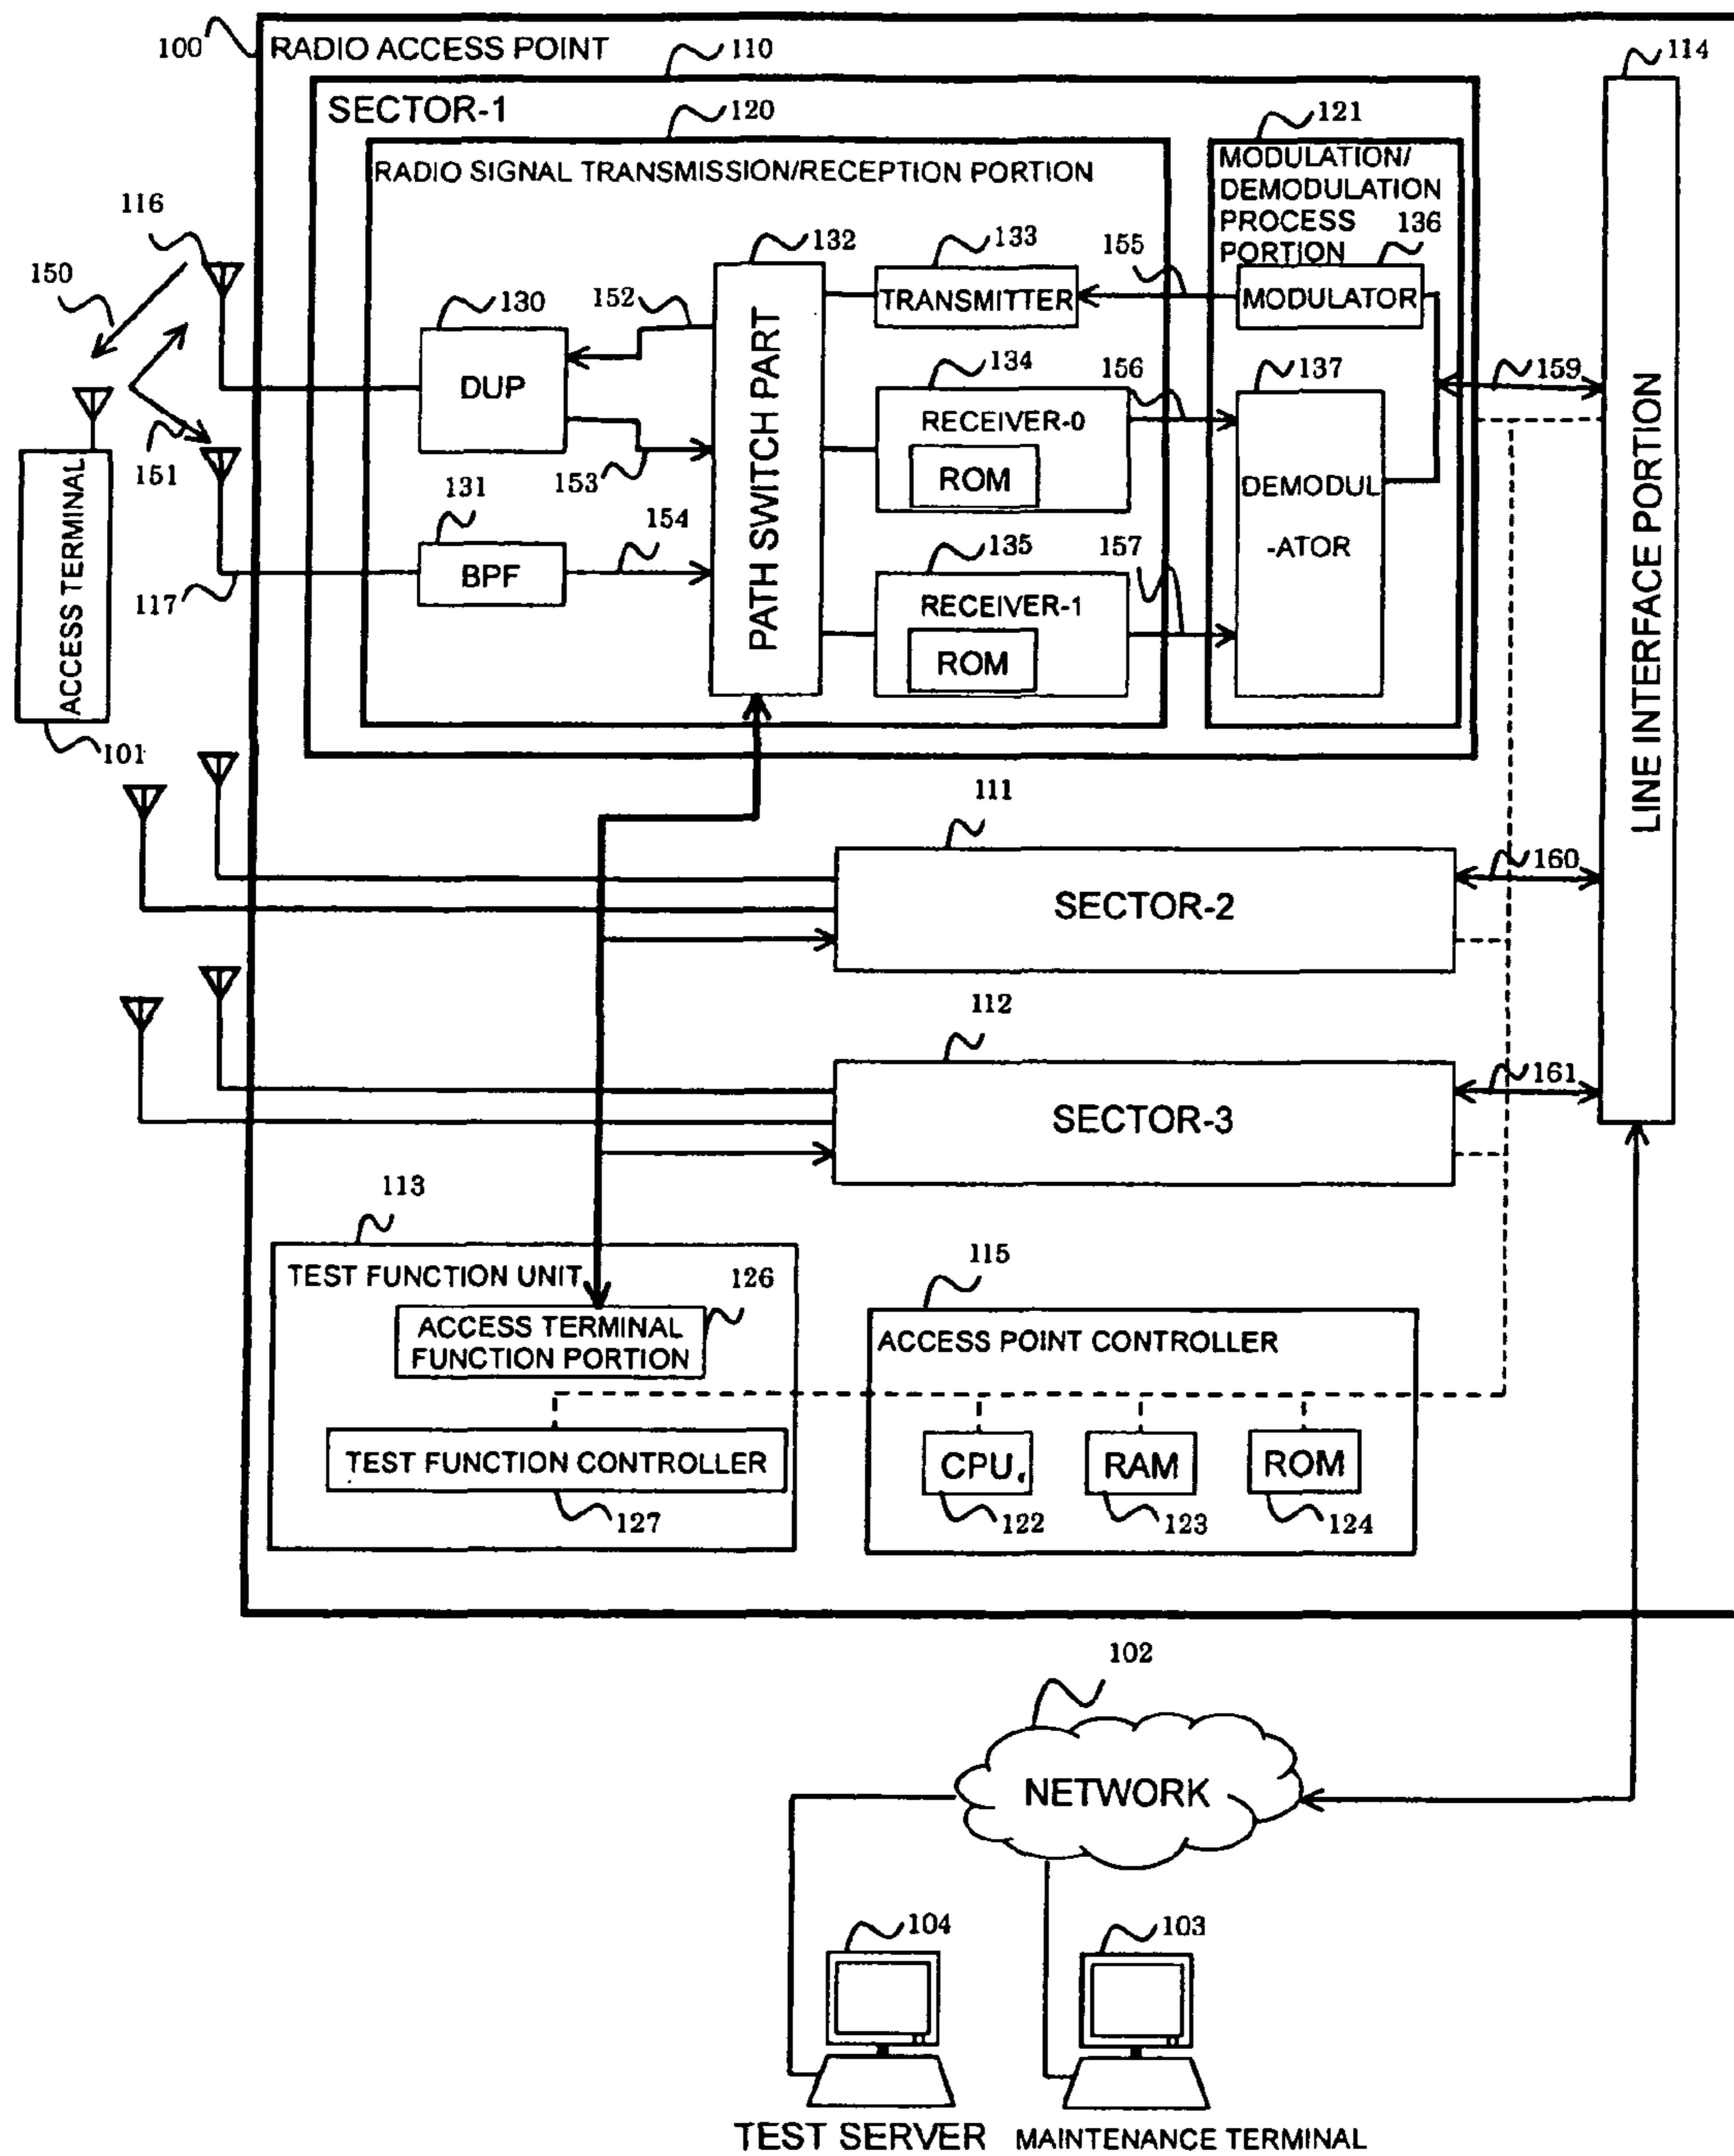 100
RADIO ACCESS POINT
110
114
SECTOR-1
120
121
RADIO SIGNAL TRANSMISSION/RECEPTION PORTION
MODULATION/
DEMODULATION
PROCESS
PORTION
116
132
133
155
136
150
130
152
TRANSMITTER
MODULATOR
DUP
PATH SWITCH PART
134
156
137
159
RECEIVER-0
ROM
151
153
131
154
DEMODUL
-ATOR
135
157
BPF
RECEIVER-1
ROM
117
ACCESS TERMINAL
101
LINE INTERFACE PORTION
111
160
SECTOR-2
112
161
SECTOR-3
113
TEST FUNCTION UNIT
126
115
ACCESS TERMINAL
FUNCTION PORTION
ACCESS POINT CONTROLLER
TEST FUNCTION CONTROLLER
CPU
RAM
ROM
127
122
123
124
102
NETWORK
104
103
TEST SERVER
MAINTENANCE TERMINAL